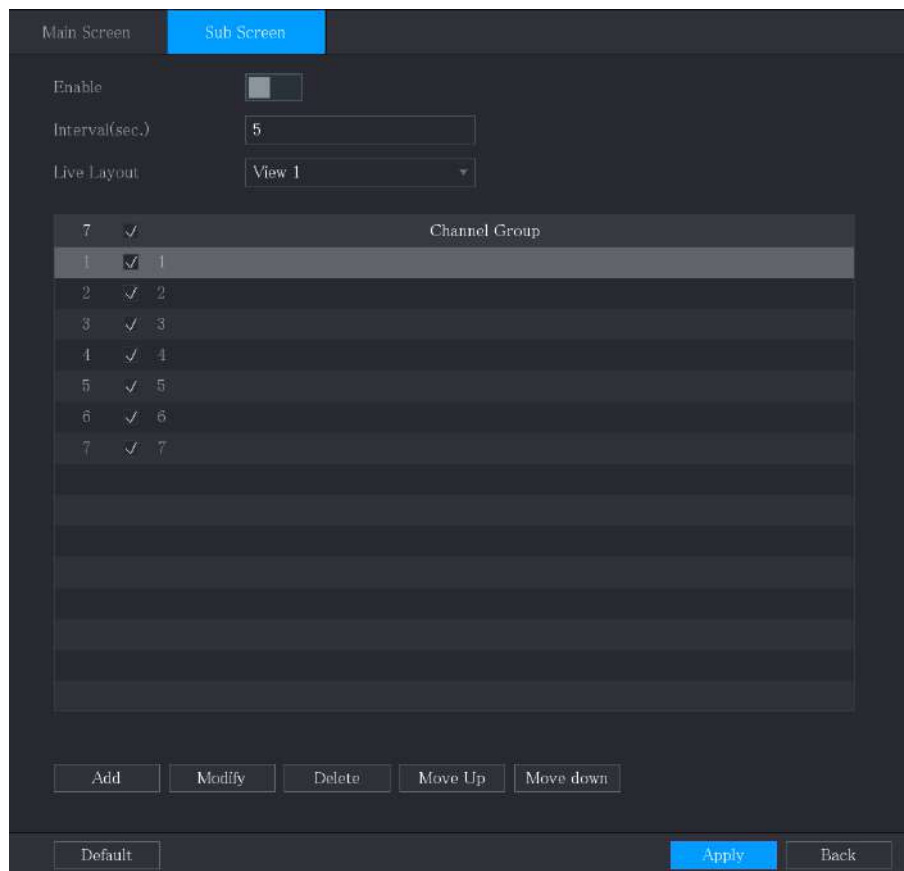 Main Screen Sub Screen
Enable
Interval(sec.) 5
Live Layout View 1
7 Channel Group
1 1
2 2
3 3
4 4
5 5
6 6
7 7
Add Modify Delete Move Up Move down
Default Apply Back